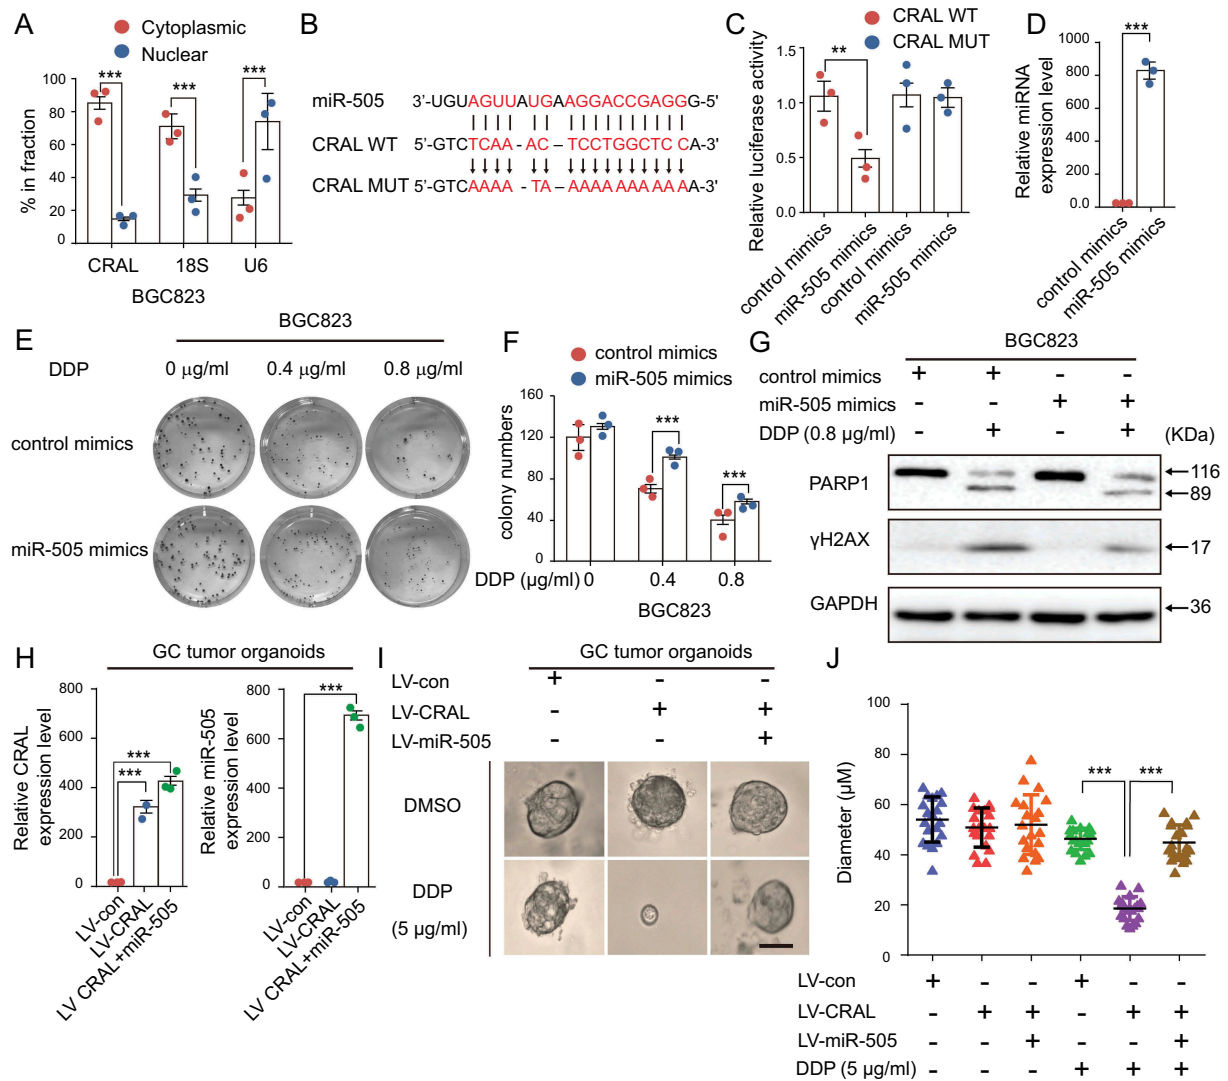 A
Cytoplasmic
Nuclear
% in fraction
100
80
60
40
20
0
***
***
***
CRAL
18S
U6
BGC823
B
miR-505 3'-UGUAGUUAUGAAGGACCGAGGG-5'
CRAL WT 5'-GTCTCAA - AC – TCCTGGCTC CA-3'
CRAL MUT 5'-GTCAAAA - TA – AAAAAAAAAA AA-3'
C
CRAL WT
CRAL MUT
Relative luciferase activity
1.5
1.0
0.5
0.0
**
control mimics
miR-505 mimics
control mimics
miR-505 mimics
D
Relative miRNA
expression level
1000
800
600
400
200
0
***
control mimics
miR-505 mimics
E
BGC823
DDP
0 μg/ml
0.4 μg/ml
0.8 μg/ml
control mimics
miR-505 mimics
F
control mimics
miR-505 mimics
colony numbers
160
120
80
40
0
***
***
DDP (μg/ml) 0 0.4 0.8
BGC823
G
BGC823
control mimics + + - -
miR-505 mimics - - + +
DDP (0.8 μg/ml) - + - +
(KDa)
PARP1
116
89
γH2AX
17
GAPDH
36
H
GC tumor organoids
Relative CRAL
expression level
800
600
400
200
0
***
***
LV-con
LV-CRAL
LV CRAL+miR-505
Relative miR-505
expression level
800
600
400
200
0
***
LV-con
LV-CRAL
LV CRAL+miR-505
I
GC tumor organoids
LV-con + - -
LV-CRAL - + +
LV-miR-505 - - +
DMSO
DDP
(5 μg/ml)
J
Diameter (μM)
100
80
60
40
20
0
***
***
LV-con + - - + - -
LV-CRAL - + + - + +
LV-miR-505 - - + - - +
DDP (5 μg/ml) - - - + + +